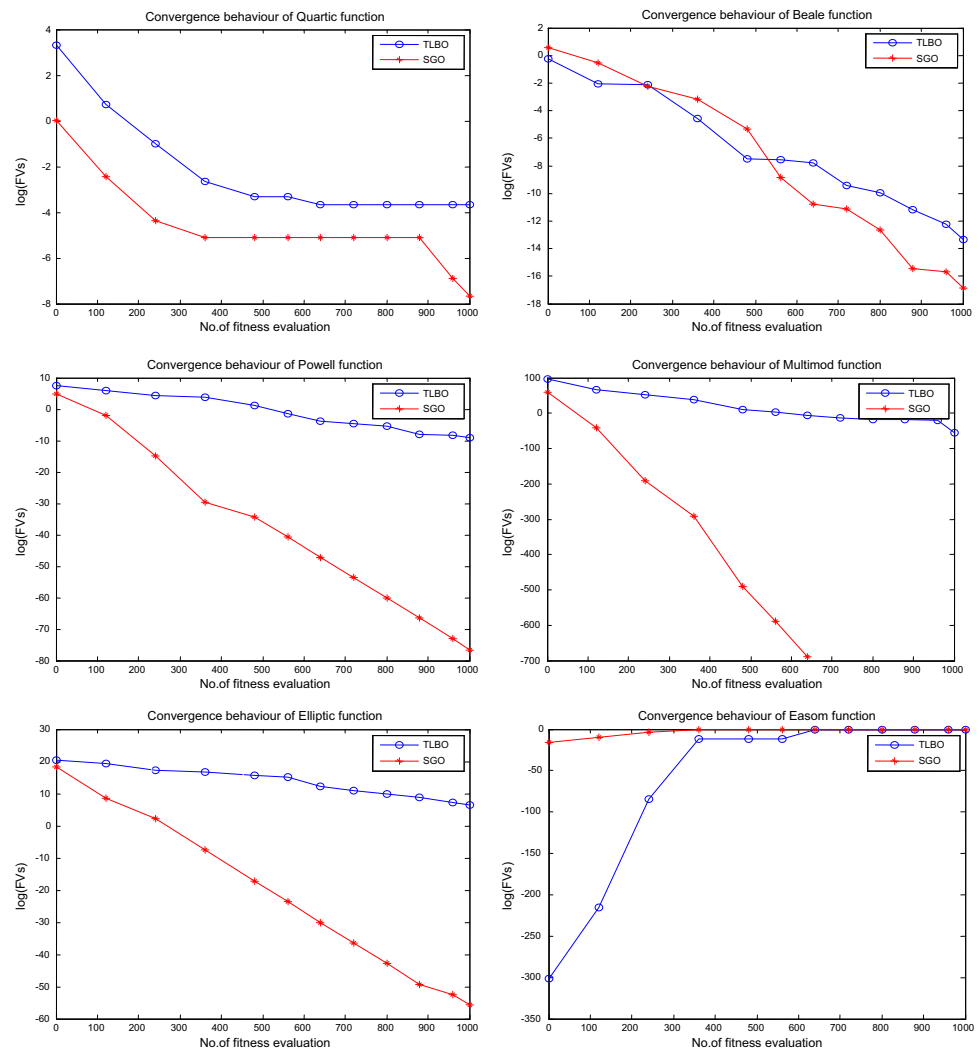 Convergence behaviour of Quartic function
4
2
0
-2
-4
-6
-8
log(FVs)
TLBO
SGO
0 100 200 300 400 500 600 700 800 900 1000
No.of fitness evaluation
Convergence behaviour of Beale function
2
0
-2
-4
-6
-8
-10
-12
-14
-16
-18
log(FVs)
TLBO
SGO
0 100 200 300 400 500 600 700 800 900 1000
No.of fitness evaluation
Convergence behaviour of Powell function
10
0
-10
-20
-30
-40
-50
-60
-70
-80
log(FVs)
TLBO
SGO
0 100 200 300 400 500 600 700 800 900 1000
No.of fitness evaluation
Convergence behaviour of Multimod function
100
0
-100
-200
-300
-400
-500
-600
-700
log(FVs)
TLBO
SGO
0 100 200 300 400 500 600 700 800 900 1000
No.of fitness evaluation
Convergence behaviour of Elliptic function
30
20
10
0
-10
-20
-30
-40
-50
-60
log(FVs)
TLBO
SGO
0 100 200 300 400 500 600 700 800 900 1000
No.of fitness evaluation
Convergence behaviour of Easom function
0
-50
-100
-150
-200
-250
-300
-350
log(FVs)
TLBO
SGO
0 100 200 300 400 500 600 700 800 900 1000
No.of fitness evaluation